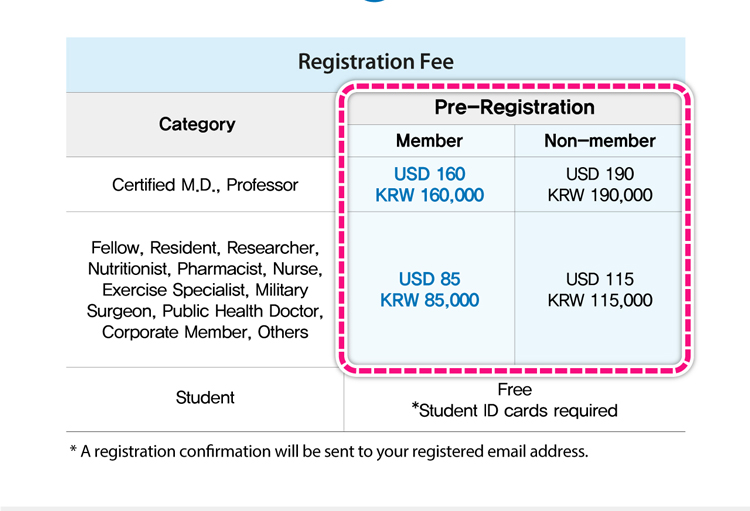 Registration Fee
Category
Pre-Registration
Member
Non-member
Certified M.D., Professor
USD 160
KRW 160,000
USD 190
KRW 190,000
Fellow, Resident, Researcher,
Nutritionist, Pharmacist, Nurse,
Exercise Specialist, Military
Surgeon, Public Health Doctor,
Corporate Member, Others
USD 85
KRW 85,000
USD 115
KRW 115,000
Student
Free
*Student ID cards required
* A registration confirmation will be sent to your registered email address.